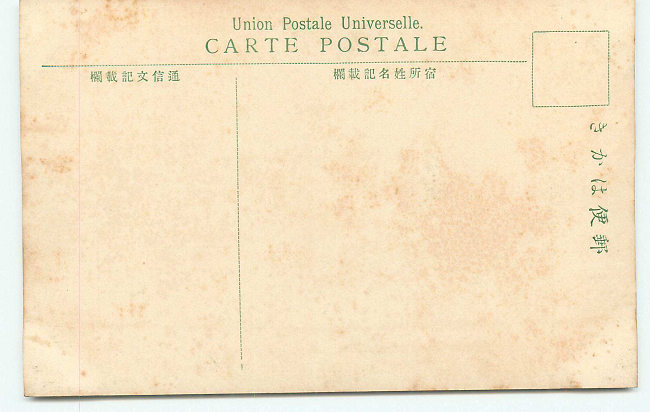 Union Postale Universelle.
CARTE POSTALE
通信文記載欄
宿所姓名記載欄
郵便はかき